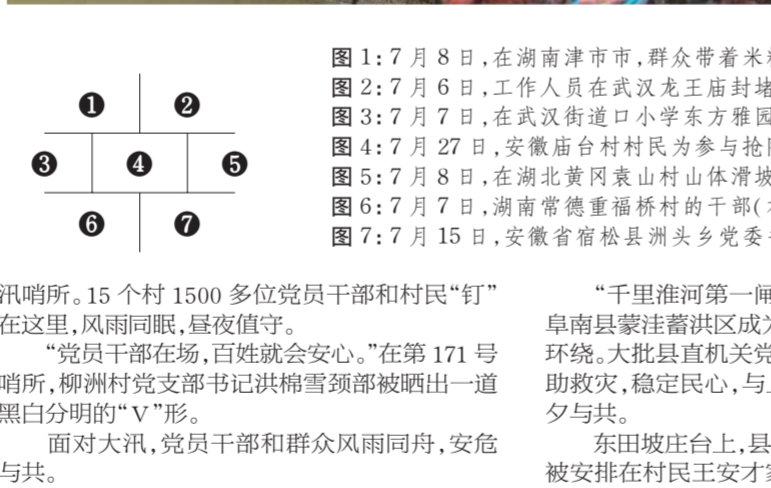 ❶ ❷
❸ ❹ ❺
❻ ❼
图 1:7 月 8 日,在湖南津市市,群众带着米
图 2:7 月 6 日,工作人员在武汉龙王庙封堵
图 3:7 月 7 日,在武汉街道口小学东方雅园
图 4:7 月 27 日,安徽庙台村村民为参与抢
图 5:7 月 8 日,在湖北黄冈袁山村山体滑坡
图 6:7 月 7 日,湖南常德重福桥村的干部(
图 7:7 月 15 日,安徽省宿松县洲头乡党委
汛哨所。15 个村 1500 多位党员干部和村民“钉”
在这里,风雨同眠,昼夜值守。
“党员干部在场,百姓就会安心。”在第 171 号
哨所,柳洲村党支部书记洪棉雪颈部被晒出一道
黑白分明的“V”形。
面对大汛,党员干部和群众风雨同舟,安危
与共。
“千里淮河第一闸
阜南县蒙洼蓄洪区成为
环绕。大批县直机关党
助救灾,稳定民心,与
夕与共。
东田坡庄台上,县
被安排在村民王安才家